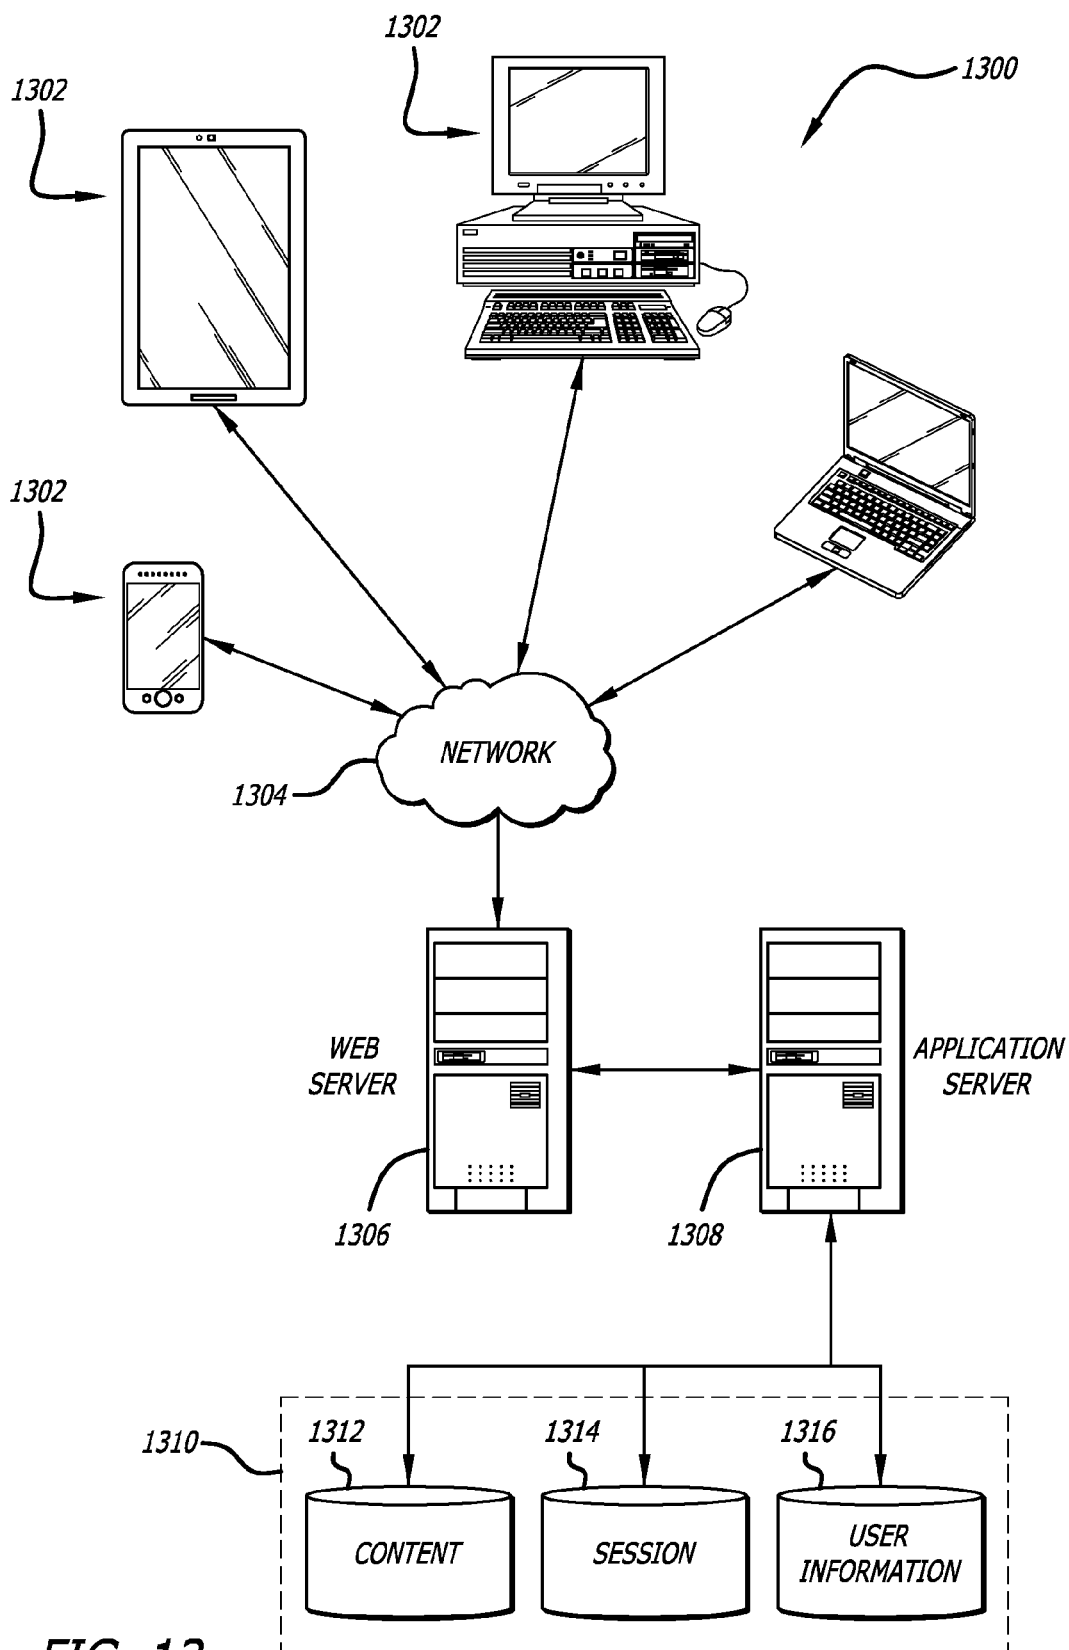 1302
1302
1300
1302
NETWORK
1304
WEB
SERVER
APPLICATION
SERVER
1306
1308
1310
1312
1314
1316
CONTENT
SESSION
USER
INFORMATION